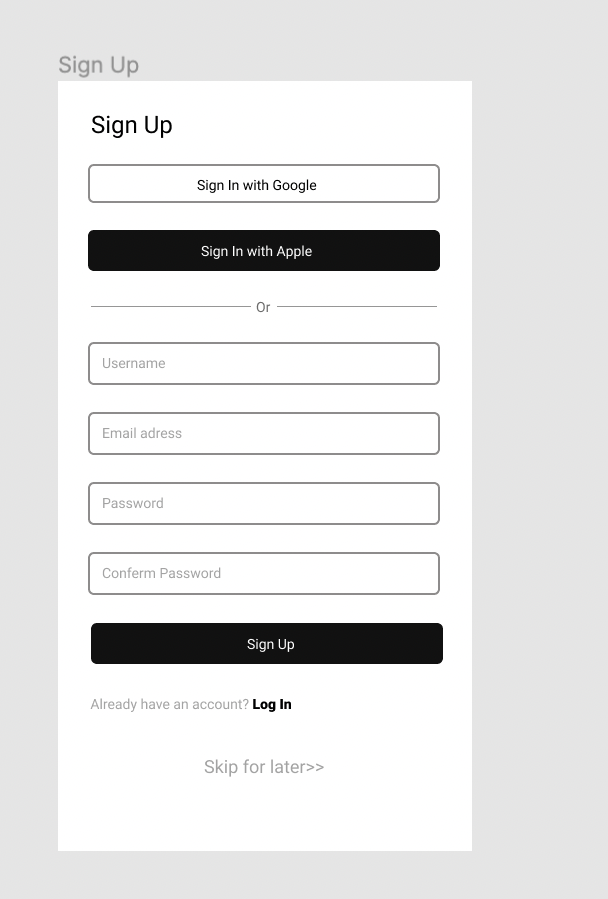 Sign Up
Sign Up
Sign In with Google
Sign In with Apple
Or
Username
Email adress
Password
Conferm Password
Sign Up
Already have an account? Log In
Skip for later>>